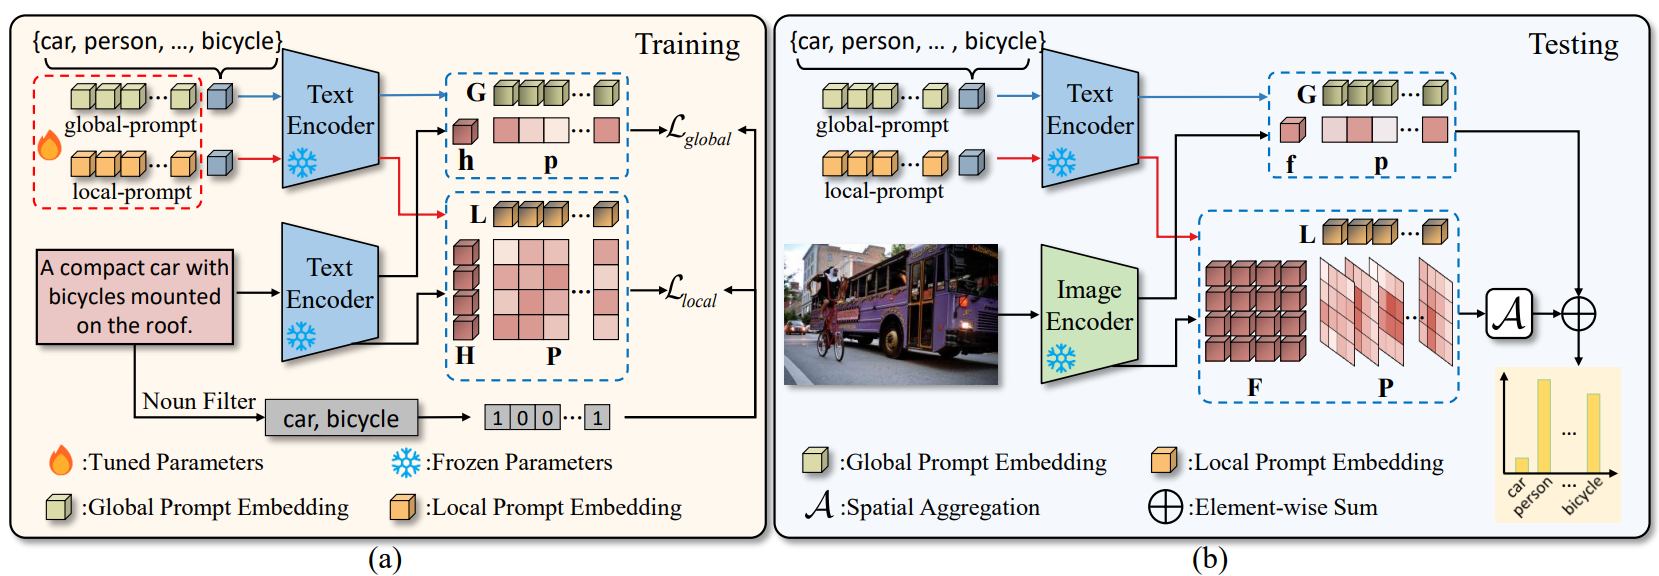 {car, person, ..., bicycle}
Training
global-prompt
local-prompt
Text
Encoder
G
h
p
ℒglobal
A compact car with
bicycles mounted
on the roof.
Text
Encoder
L
H
P
ℒlocal
Noun Filter
car, bicycle
1 0 0 ... 1
:Tuned Parameters
:Frozen Parameters
:Global Prompt Embedding
:Local Prompt Embedding
(a)
{car, person, ... , bicycle}
Testing
global-prompt
local-prompt
Text
Encoder
G
f
p
Image
Encoder
L
F
P
𝒜
car
person
...
bicycle
:Global Prompt Embedding
:Local Prompt Embedding
𝒜 :Spatial Aggregation
:Element-wise Sum
(b)